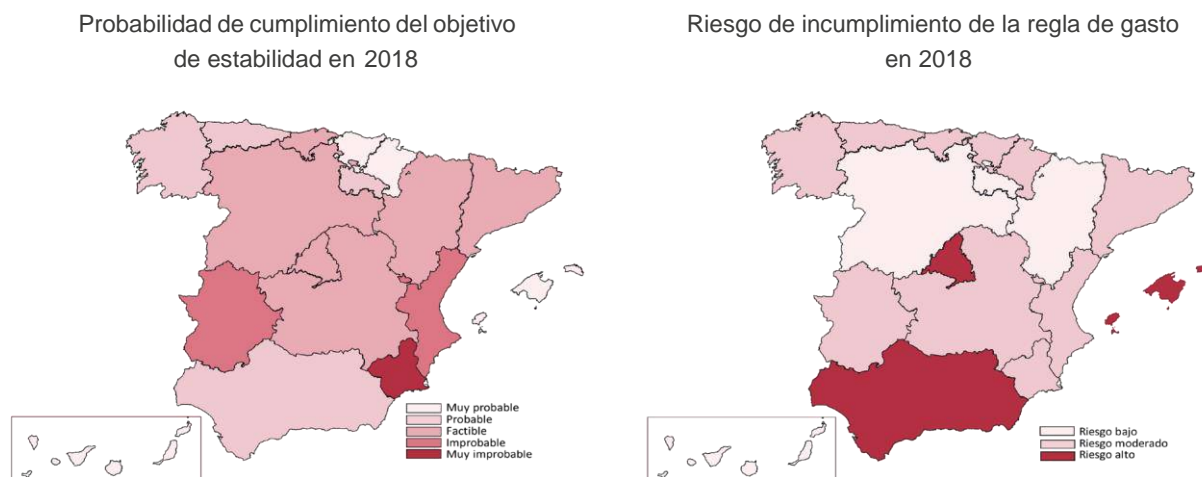 Probabilidad de cumplimiento del objetivo
de estabilidad en 2018
Muy probable
Probable
Factible
Improbable
Muy improbable
Riesgo de incumplimiento de la regla de gasto
en 2018
Riesgo bajo
Riesgo moderado
Riesgo alto